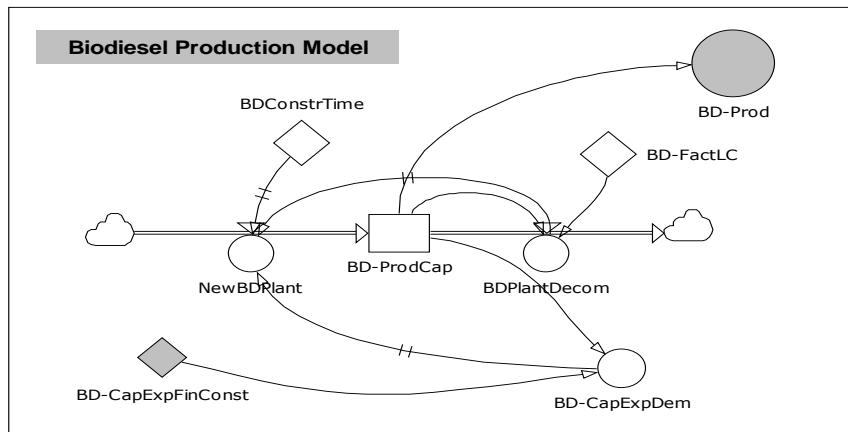 Biodiesel Production Model
BDConstrTime
BD-Prod
BD-FactLC
BD-ProdCap
NewBDPlant
BDPlantDecom
BD-CapExpFinConst
BD-CapExpDem